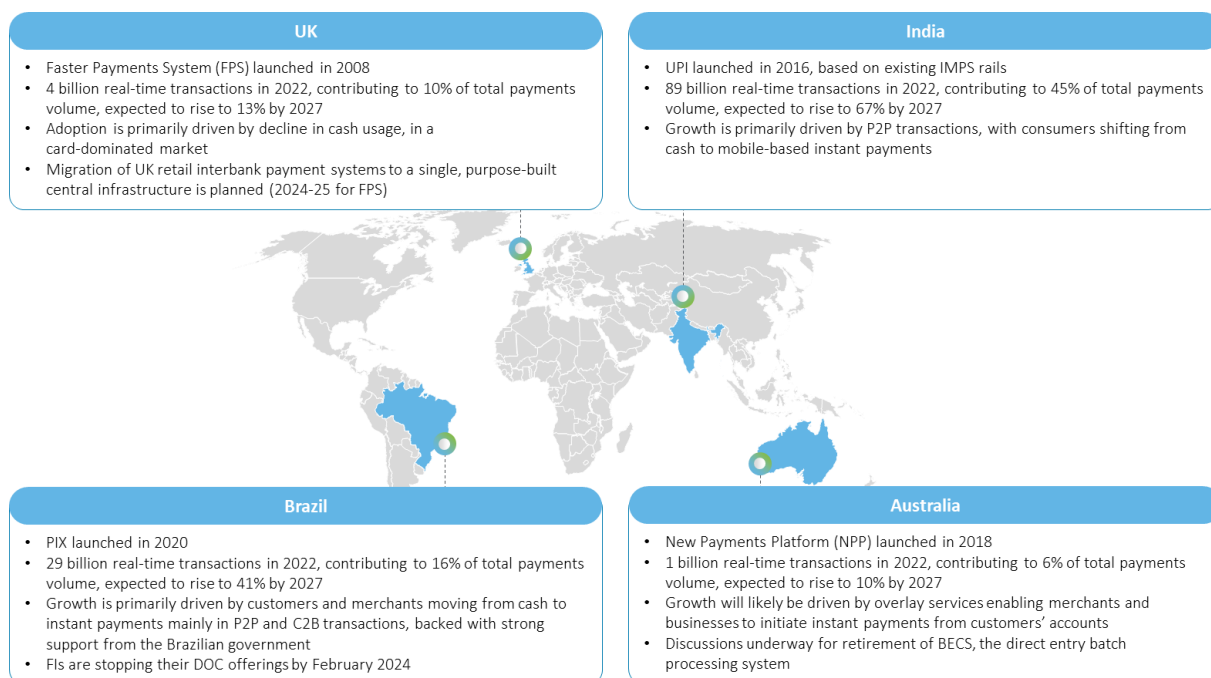 UK
• Faster Payments System (FPS) launched in 2008
• 4 billion real-time transactions in 2022, contributing to 10% of total payments
volume, expected to rise to 13% by 2027
• Adoption is primarily driven by decline in cash usage, in a
card-dominated market
• Migration of UK retail interbank payment systems to a single, purpose-built
central infrastructure is planned (2024-25 for FPS)
India
• UPI launched in 2016, based on existing IMPS rails
• 89 billion real-time transactions in 2022, contributing to 45% of total payments
volume, expected to rise to 67% by 2027
• Growth is primarily driven by P2P transactions, with consumers shifting from
cash to mobile-based instant payments
Brazil
• PIX launched in 2020
• 29 billion real-time transactions in 2022, contributing to 16% of total payments
volume, expected to rise to 41% by 2027
• Growth is primarily driven by customers and merchants moving from cash to
instant payments mainly in P2P and C2B transactions, backed with strong
support from the Brazilian government
• FIs are stopping their DOC offerings by February 2024
Australia
• New Payments Platform (NPP) launched in 2018
• 1 billion real-time transactions in 2022, contributing to 6% of total payments
volume, expected to rise to 10% by 2027
• Growth will likely be driven by overlay services enabling merchants and
businesses to initiate instant payments from customers’ accounts
• Discussions underway for retirement of BECS, the direct entry batch
processing system